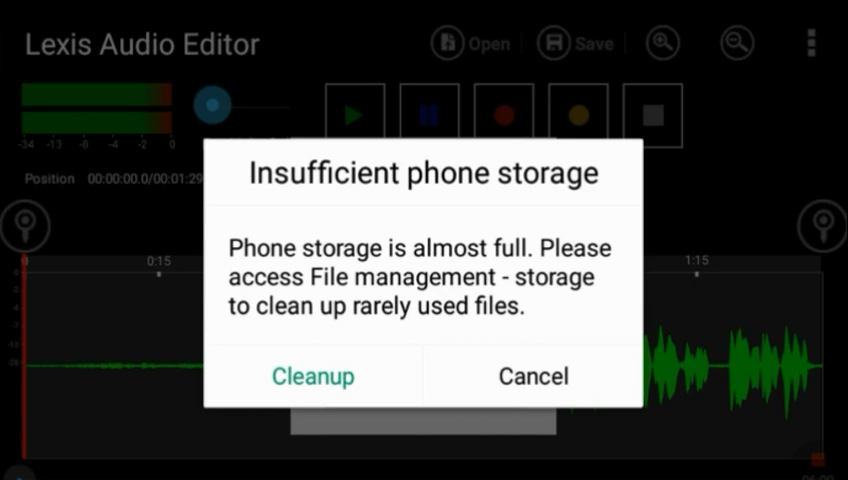 Lexis Audio Editor
Open
Save
-34 -13 -8 -4 -2 0
Position 00:00:00.0/00:01:29
Insufficient phone storage
Phone storage is almost full. Please
access File management - storage
to clean up rarely used files.
Cleanup
Cancel
0:15
1:15